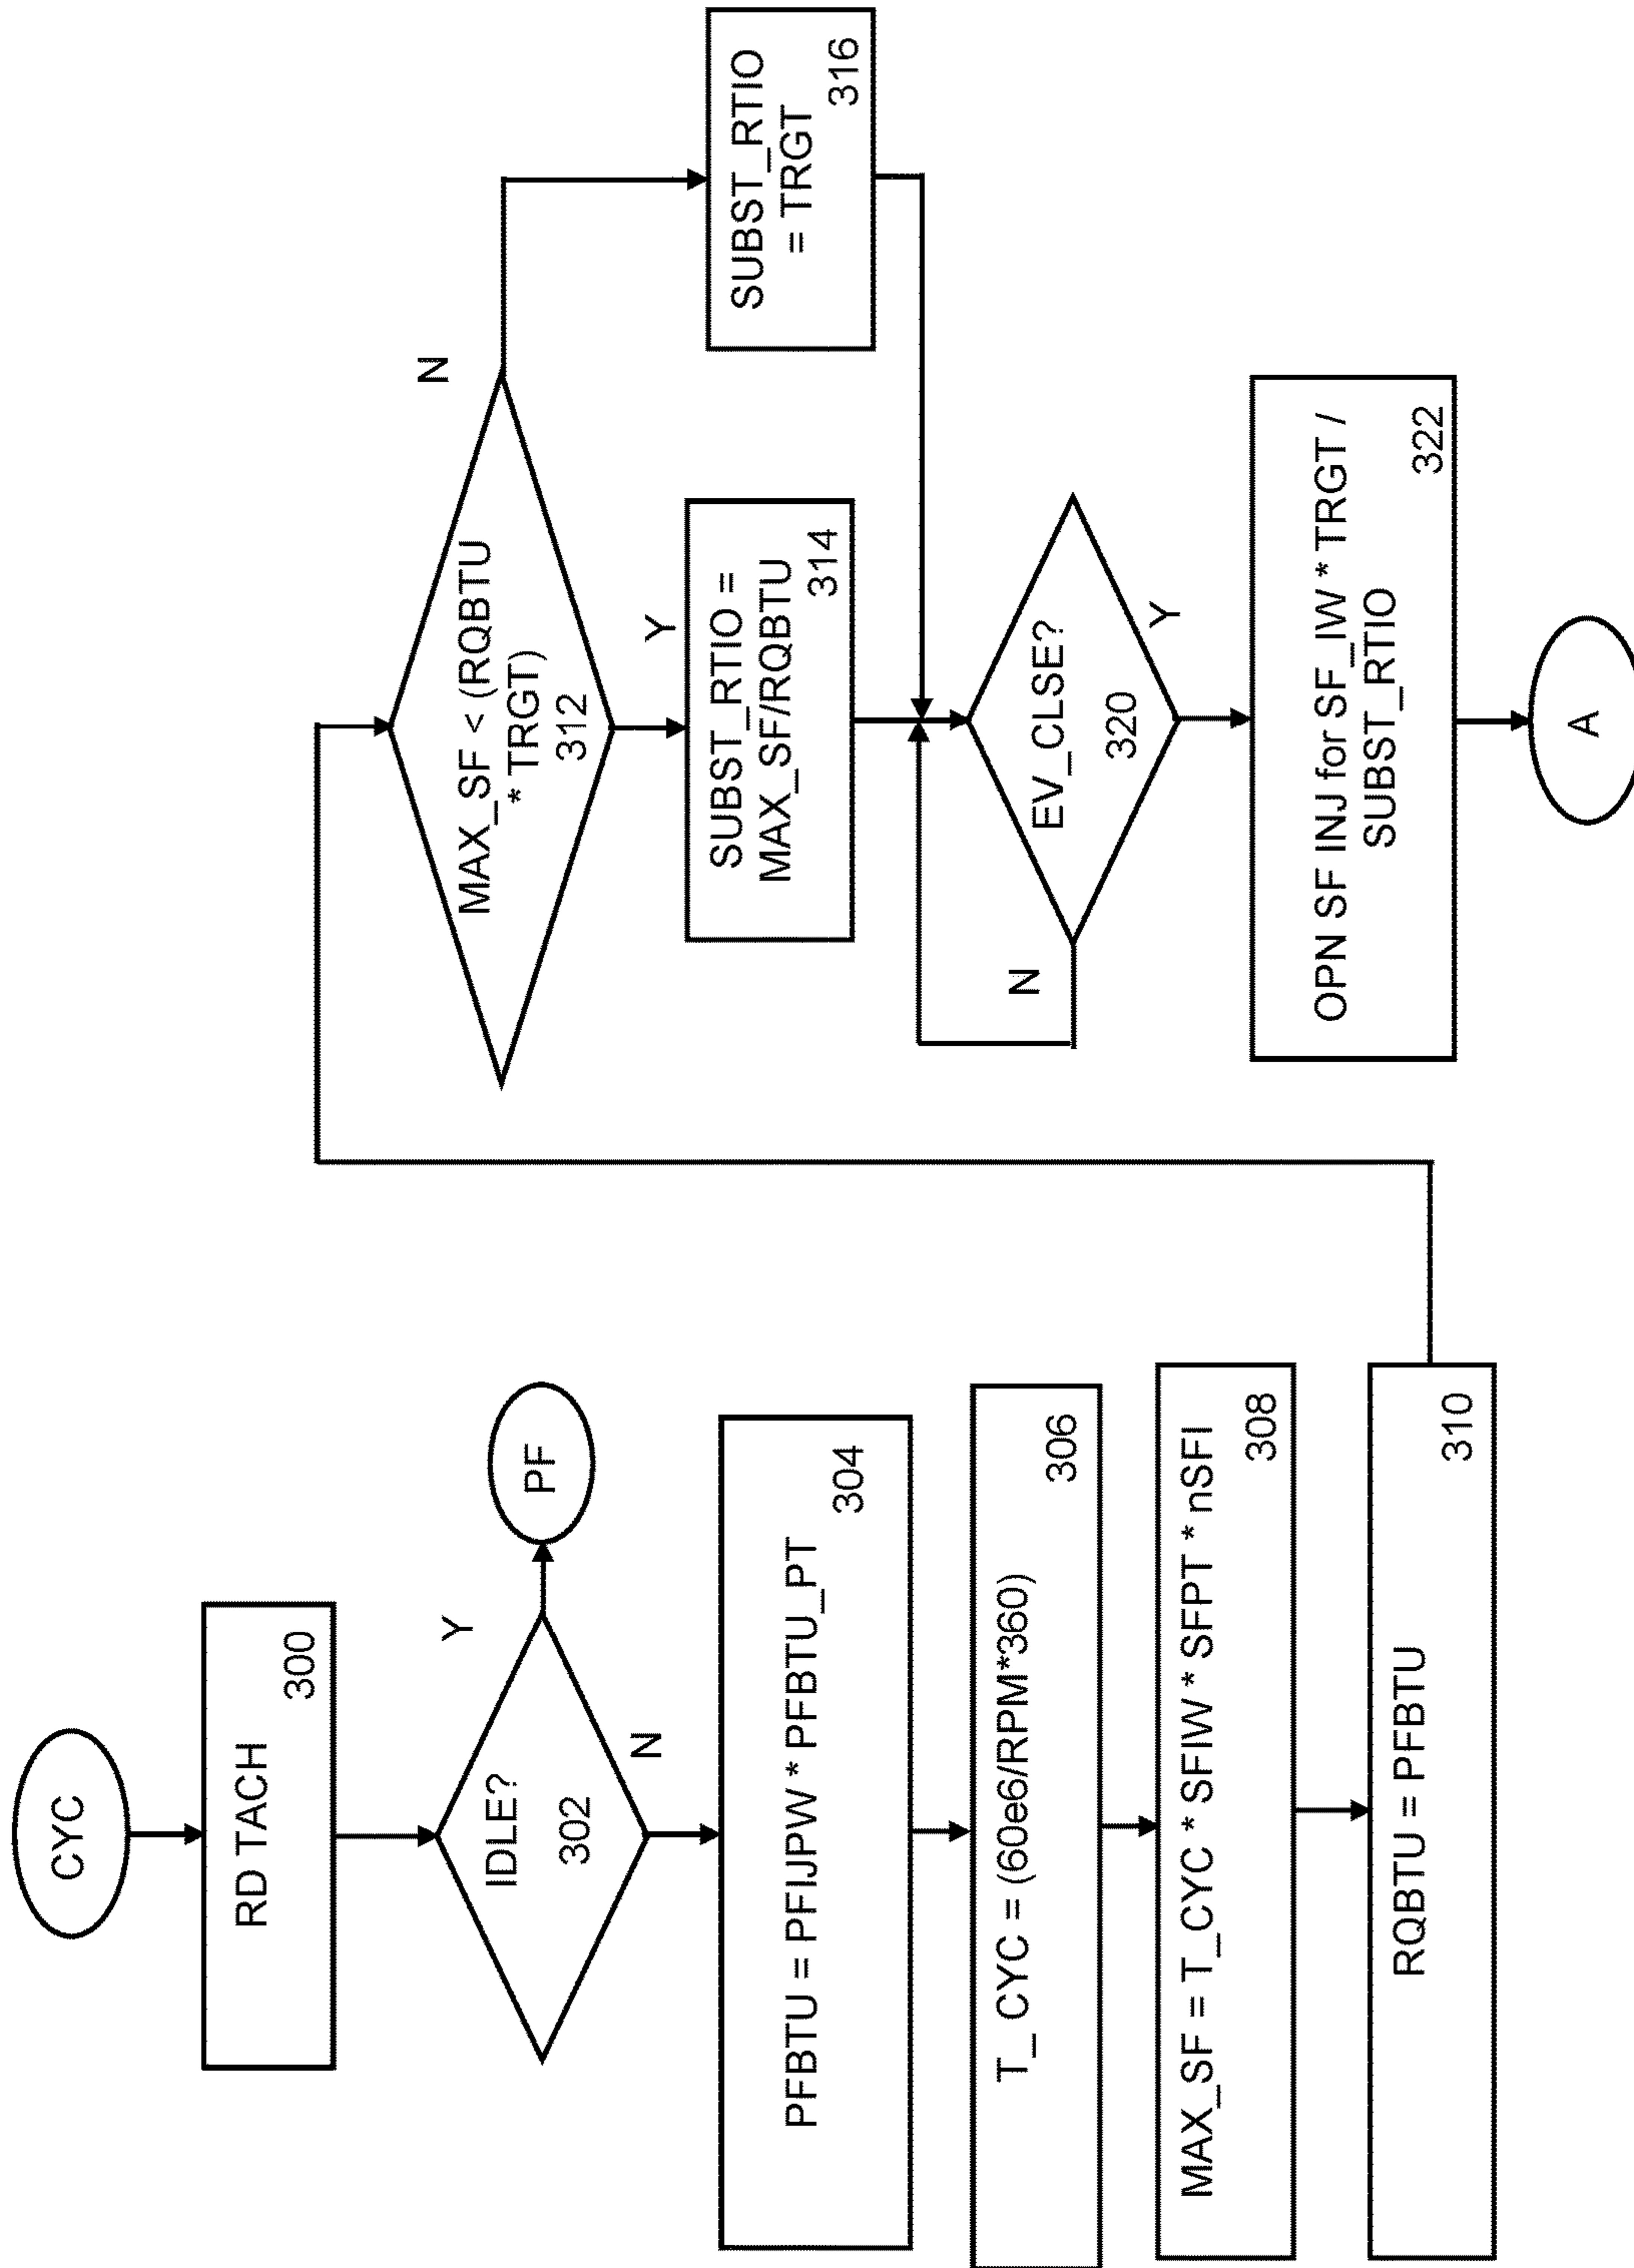 CYC
RD TACH
300
IDLE?
302
Y
PF
N
PFBTU = PFIJPW * PFBTU_PT
304
T_CYC = (60e6/RPM*360)
306
MAX_SF = T_CYC * SFIW * SFPT * nSFI
308
RQBTU = PFBTU
310
MAX_SF < (RQBTU
* TRGT)
312
N
Y
SUBST_RTIO =
MAX_SF/RQBTU
314
SUBST_RTIO
= TRGT
316
EV_CLSE?
320
N
Y
OPN SF INJ for SF_IW * TRGT /
SUBST_RTIO
322
A